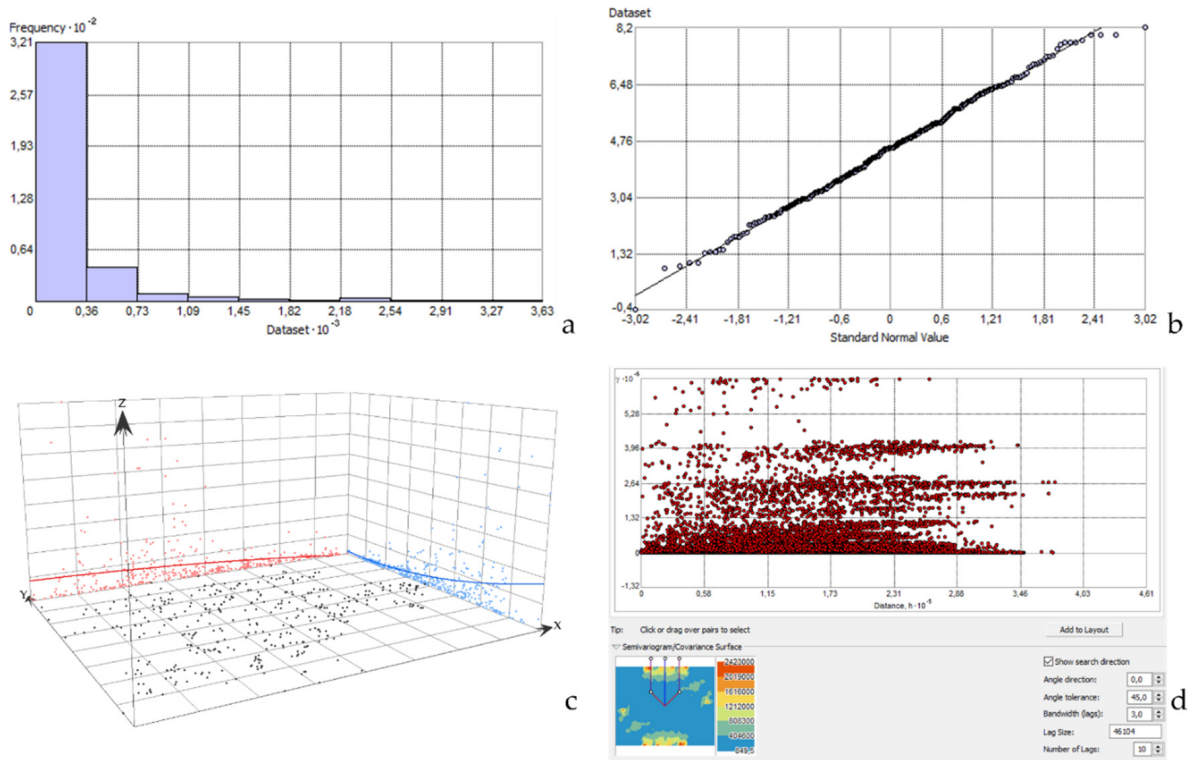 Frequency · 10⁻²
3,21
2,57
1,93
1,28
0,64
0 0,36 0,73 1,09 1,45 1,82 2,18 2,54 2,91 3,27 3,63
Dataset · 10⁻³
a
Dataset
8,2
6,48
4,76
3,04
1,32
-0,4
-3,02 -2,41 -1,81 -1,21 -0,6 0 0,6 1,21 1,81 2,41 3,02
Standard Normal Value
b
Z
Y
X
c
γ · 10⁻⁶
5,28
3,96
2,64
1,32
0
-1,32
0 0,58 1,15 1,73 2,31 2,88 3,46 4,03 4,61
Distance, h · 10⁻⁵
Tip: Click or drag over pairs to select
Add to Layout
Semivariogram/Covariance Surface
2423000
2019000
1616000
1212000
808300
404600
849,5
Show search direction
Angle direction: 0,0
Angle tolerance: 45,0
Bandwidth (lags): 3,0
Lag Size: 46104
Number of Lags: 10
d